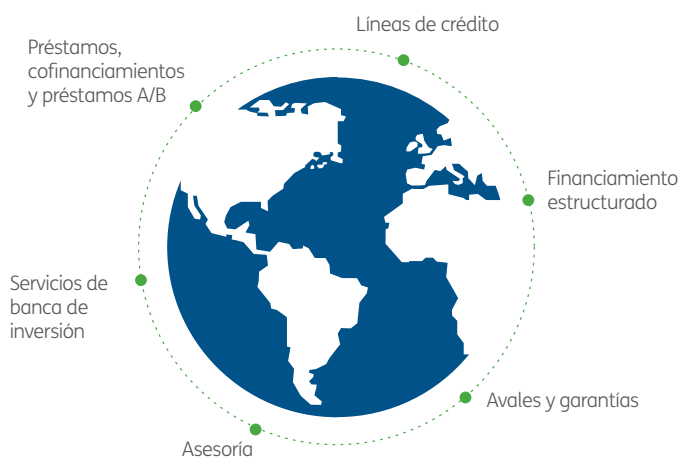 Líneas de crédito
Préstamos,
cofinanciamientos
y préstamos A/B
Financiamiento
estructurado
Servicios de
banca de
inversión
Avales y garantías
Asesoría